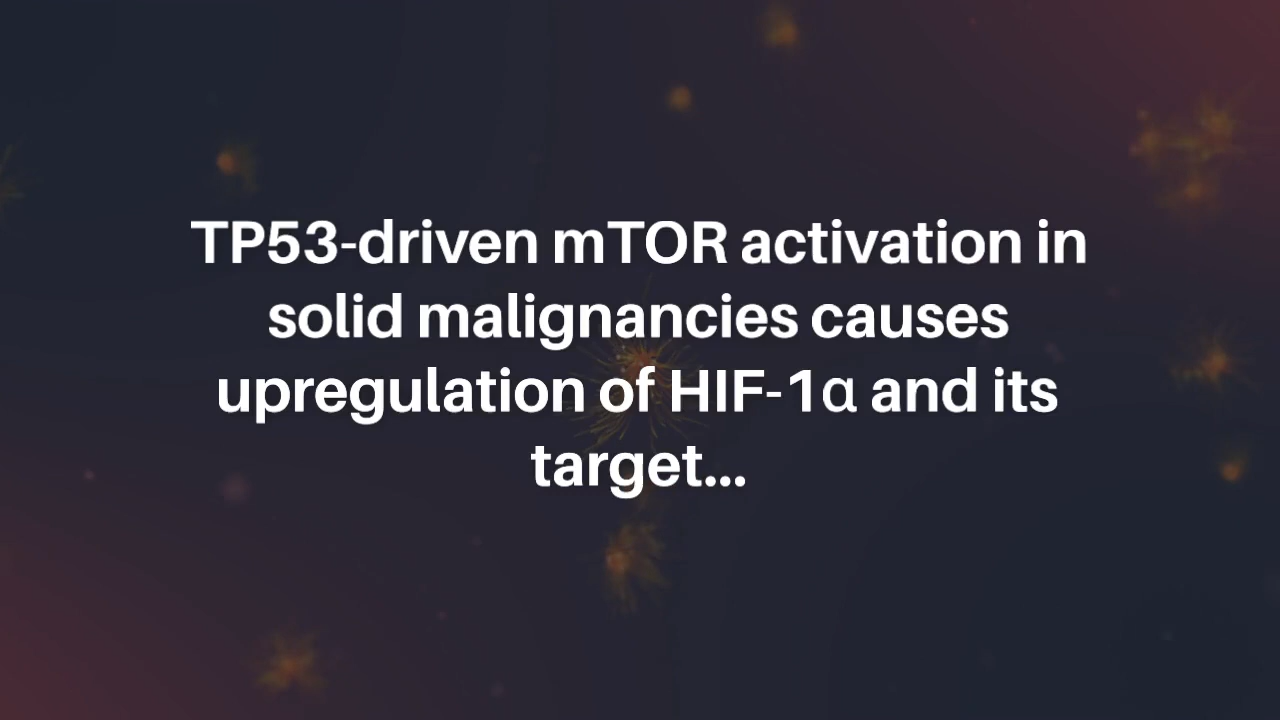 TP53-driven mTOR activation in
solid malignancies causes
upregulation of HIF-1α and its
target...